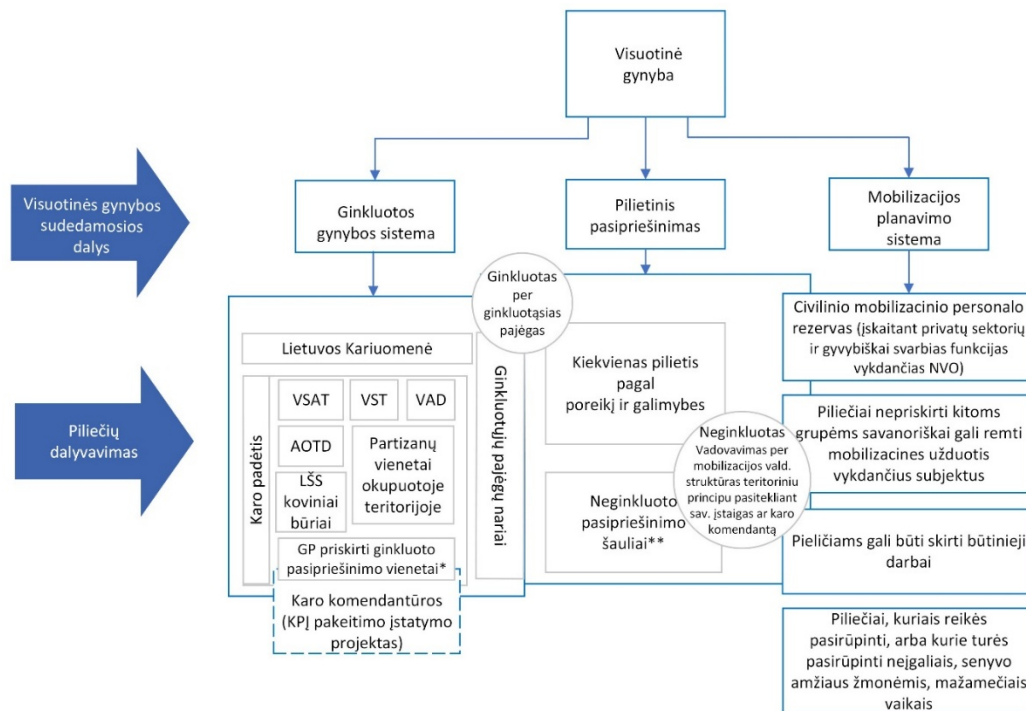 Visuotinė
gynyba
Visuotinės gynybos
sudedamosios
dalys
Ginkluotos
gynybos sistema
Pilietinis
pasipriešinimas
Mobilizacijos
planavimo
sistema
Piliečių
dalyvavimas
Ginkluotas
per
ginkluotąsias
pajėgas
Lietuvos Kariuomenė
Karo padėtis
VSAT
VST
VAD
AOTD
Partizanų
vienetai
okupuotoje
teritorijoje
LŠS
koviniai
būriai
GP priskirti ginkluoto
pasipriešinimo vienetai*
Ginkluotųjų pajėgų nariai
Karo komendantūros
(KPĮ pakeitimo įstatymo
projektas)
Kiekvienas pilietis
pagal
poreikį ir galimybes
Neginkluoto
pasipriešinimo
šauliai**
Neginkluotas
Vadovavimas per
mobilizacijos vald.
struktūras teritoriniu
principu pasitekliant
sav. įstaigas ar karo
komendantą
Civilinio mobilizacinio personalo
rezervas (įskaitant privatų sektorių
ir gyvybiškai svarbias funkcijas
vykdančias NVO)
Piliečiai nepriskirti kitoms
grupėms savanoriškai gali remti
mobilizacines užduotis
vykdančius subjektus
Pieličiams gali būti skirti būtinieji
darbai
Piliečiai, kuriais reikės
pasirūpinti, arba kurie turės
pasirūpinti neįgaliais, senyvo
amžiaus žmonėmis, mažamečiais
vaikais